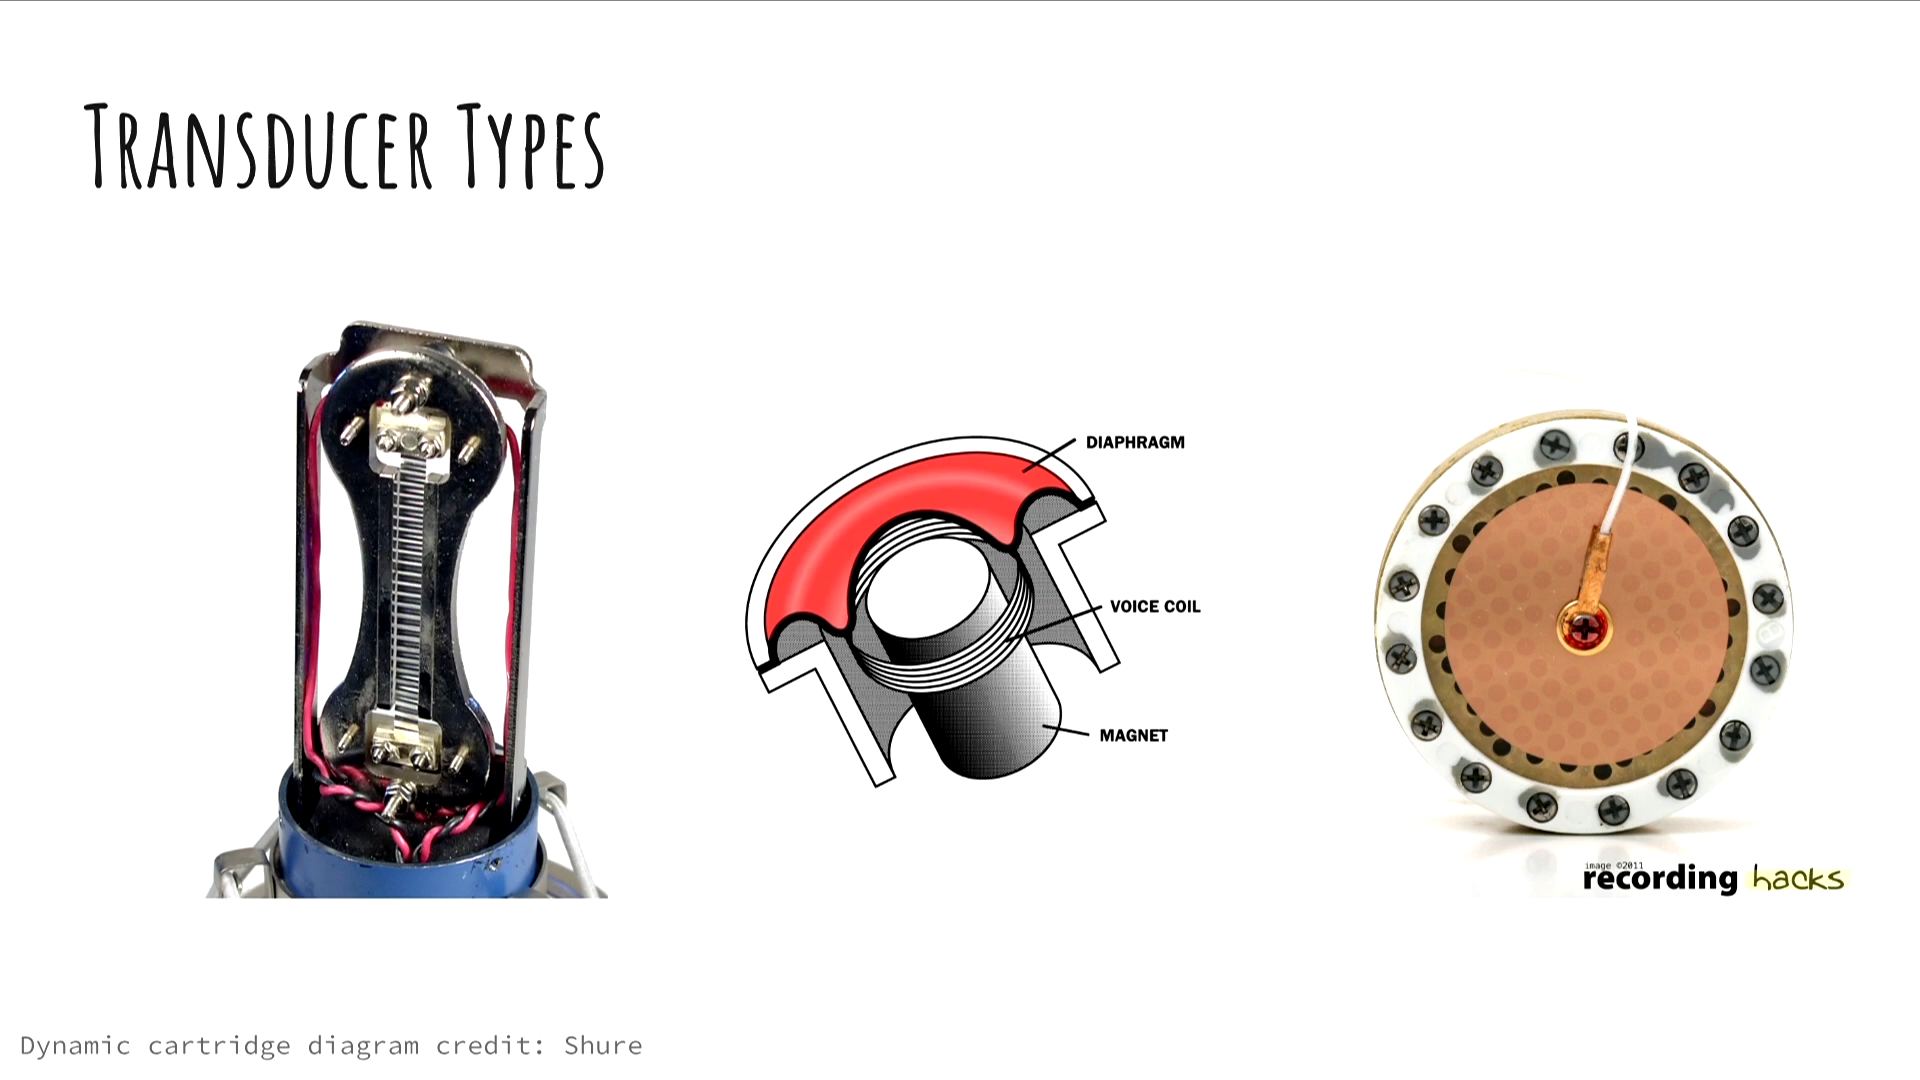 Transducer Types
DIAPHRAGM
VOICE COIL
MAGNET
image ©2011
recording hacks
Dynamic cartridge diagram credit: Shure